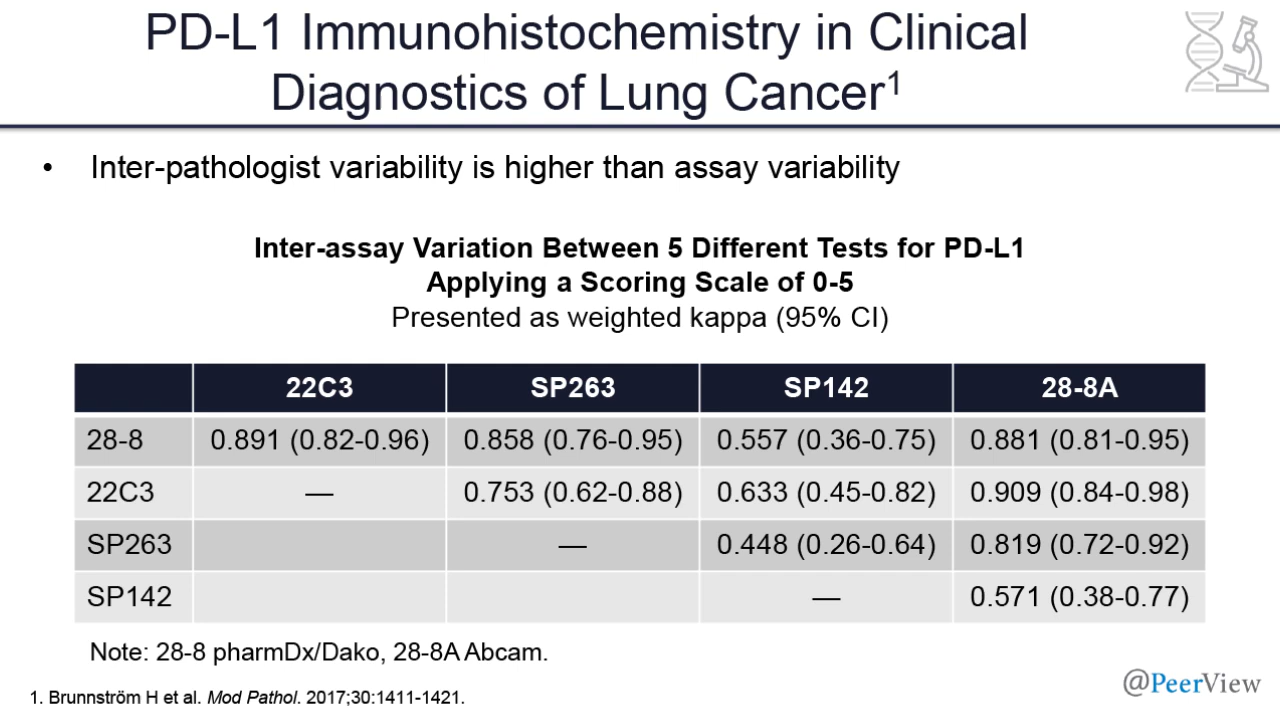 PD-L1 Immunohistochemistry in Clinical
Diagnostics of Lung Cancer¹
• Inter-pathologist variability is higher than assay variability
Inter-assay Variation Between 5 Different Tests for PD-L1
Applying a Scoring Scale of 0-5
Presented as weighted kappa (95% CI)
22C3 SP263 SP142 28-8A
28-8 0.891 (0.82-0.96) 0.858 (0.76-0.95) 0.557 (0.36-0.75) 0.881 (0.81-0.95)
22C3 — 0.753 (0.62-0.88) 0.633 (0.45-0.82) 0.909 (0.84-0.98)
SP263 — 0.448 (0.26-0.64) 0.819 (0.72-0.92)
SP142 — 0.571 (0.38-0.77)
Note: 28-8 pharmDx/Dako, 28-8A Abcam.
1. Brunnström H et al. Mod Pathol. 2017;30:1411-1421.
@PeerView